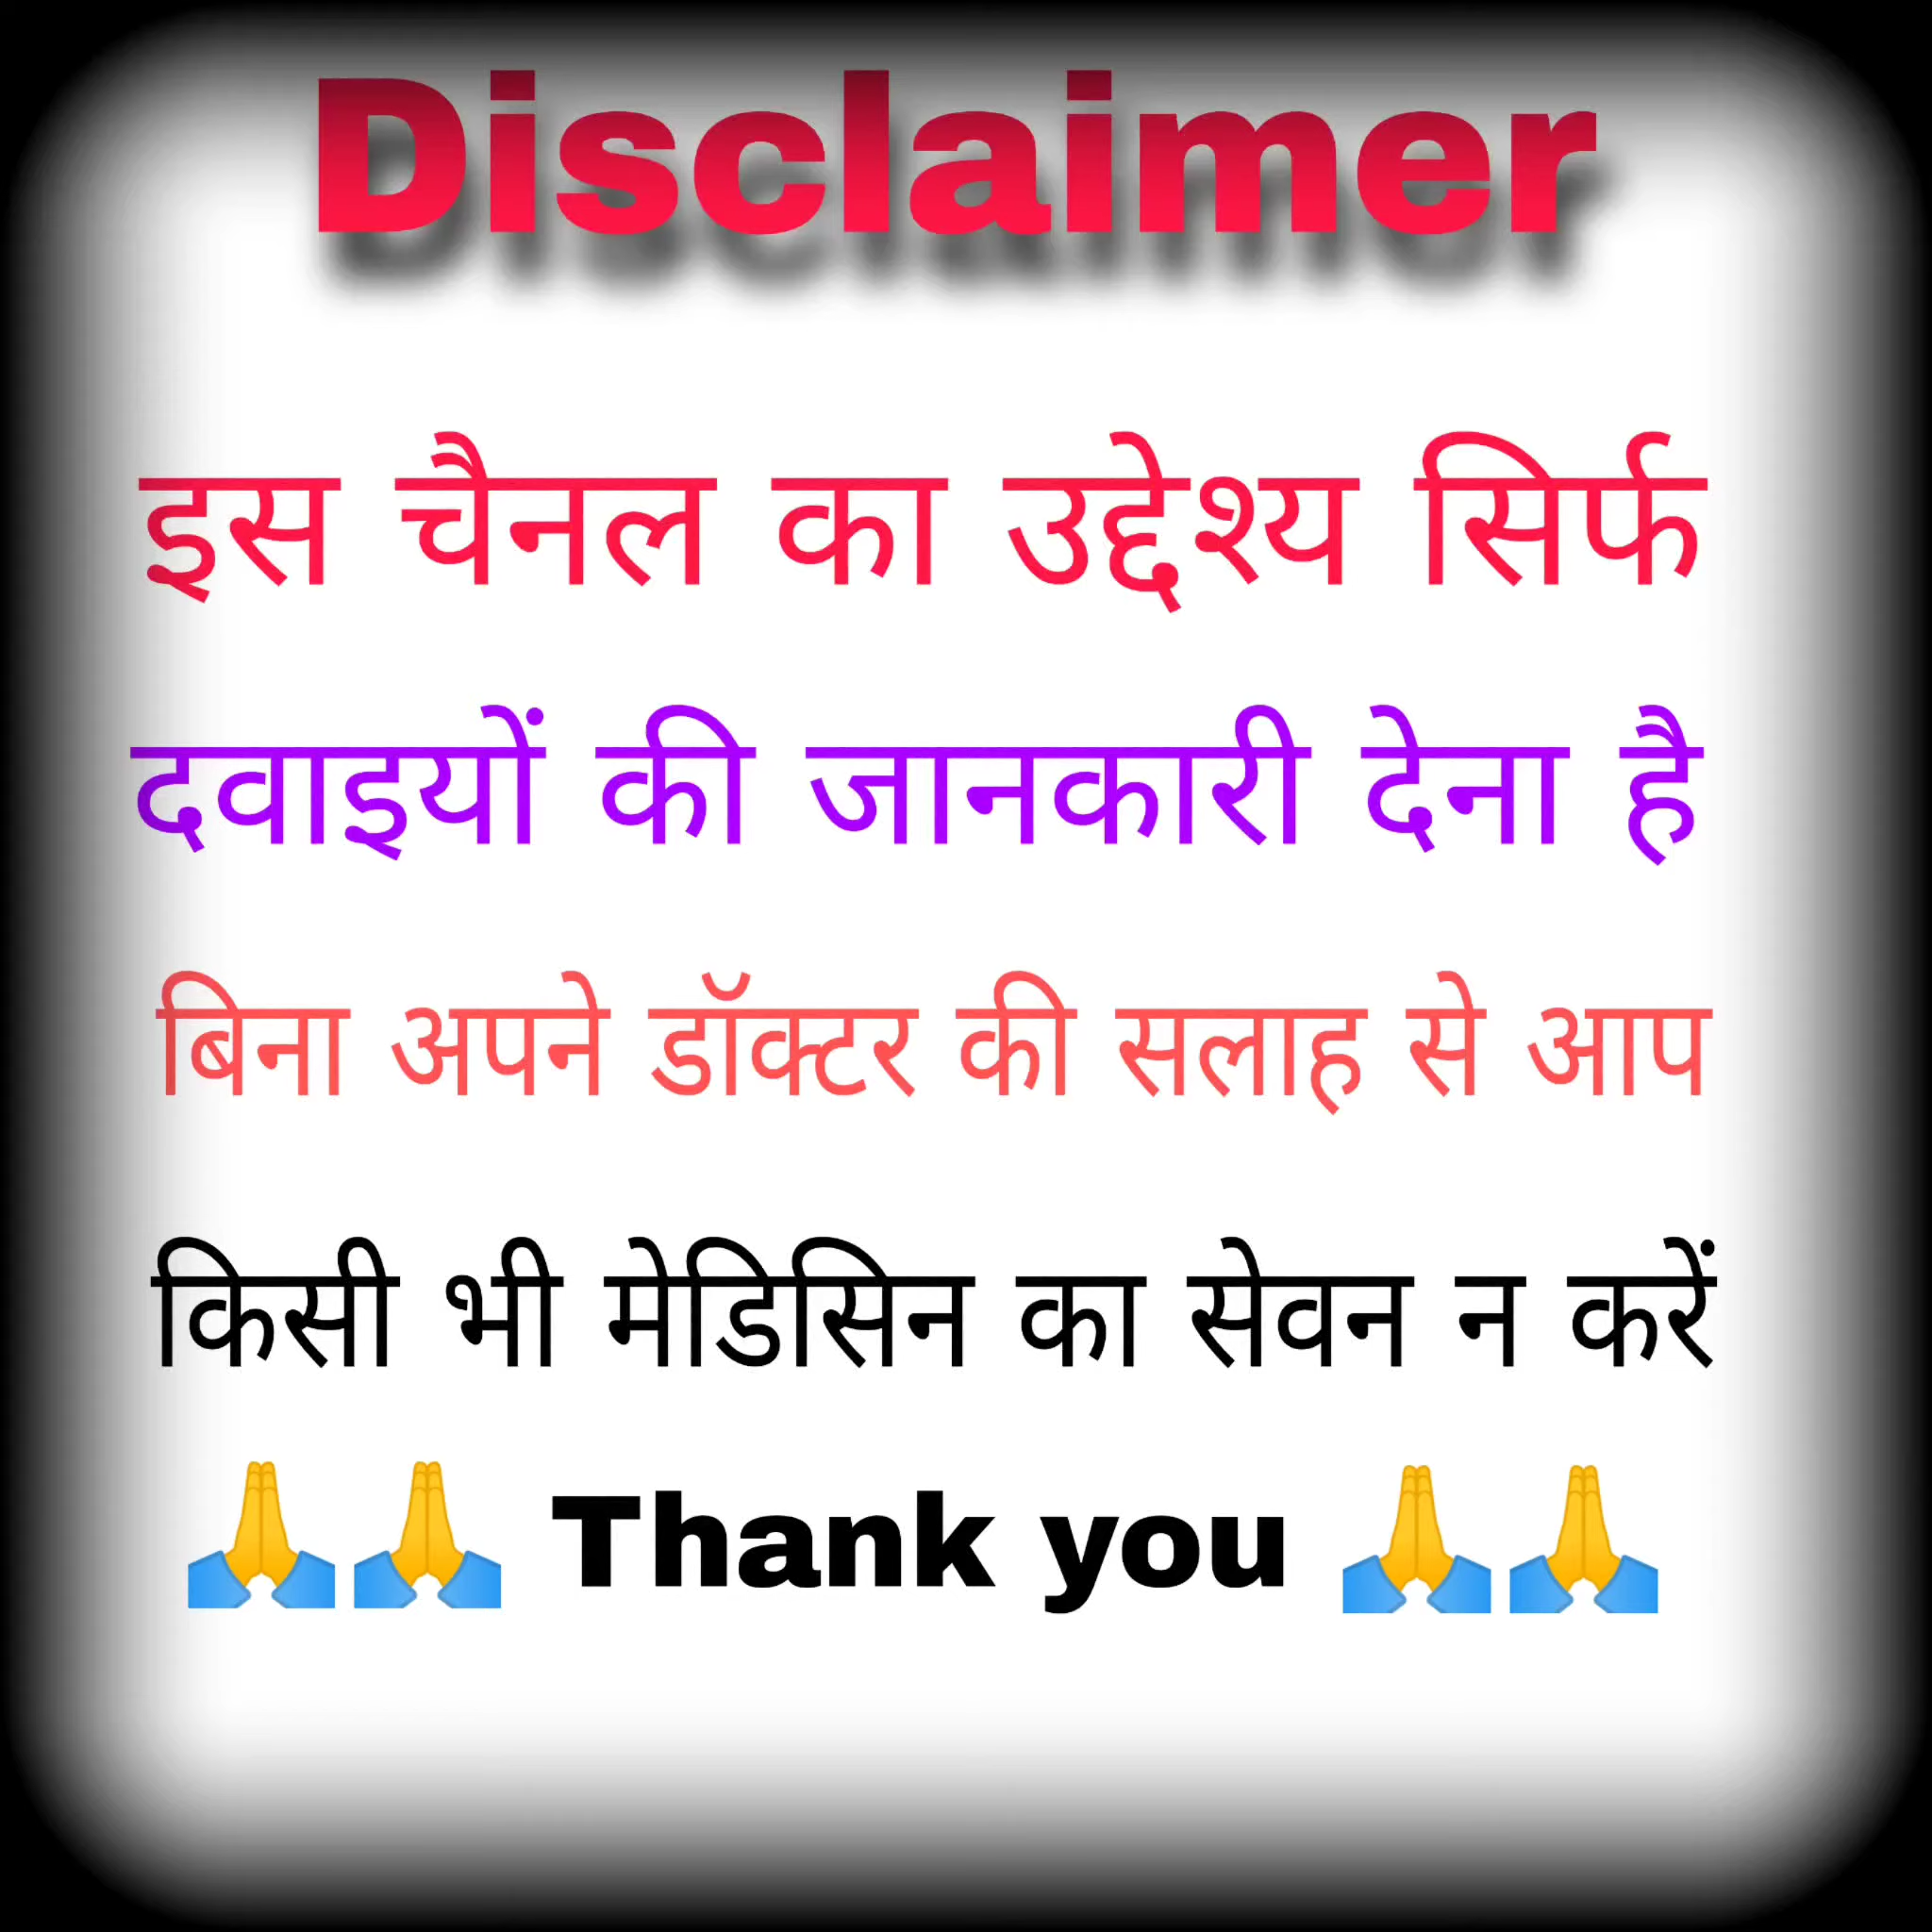 Disclaimer
इस चैनल का उद्देश्य सिर्फ
दवाइयों की जानकारी देना है
बिना अपने डॉक्टर की सलाह से आप
किसी भी मेडिसिन का सेवन न करें
🙏🙏 Thank you 🙏🙏